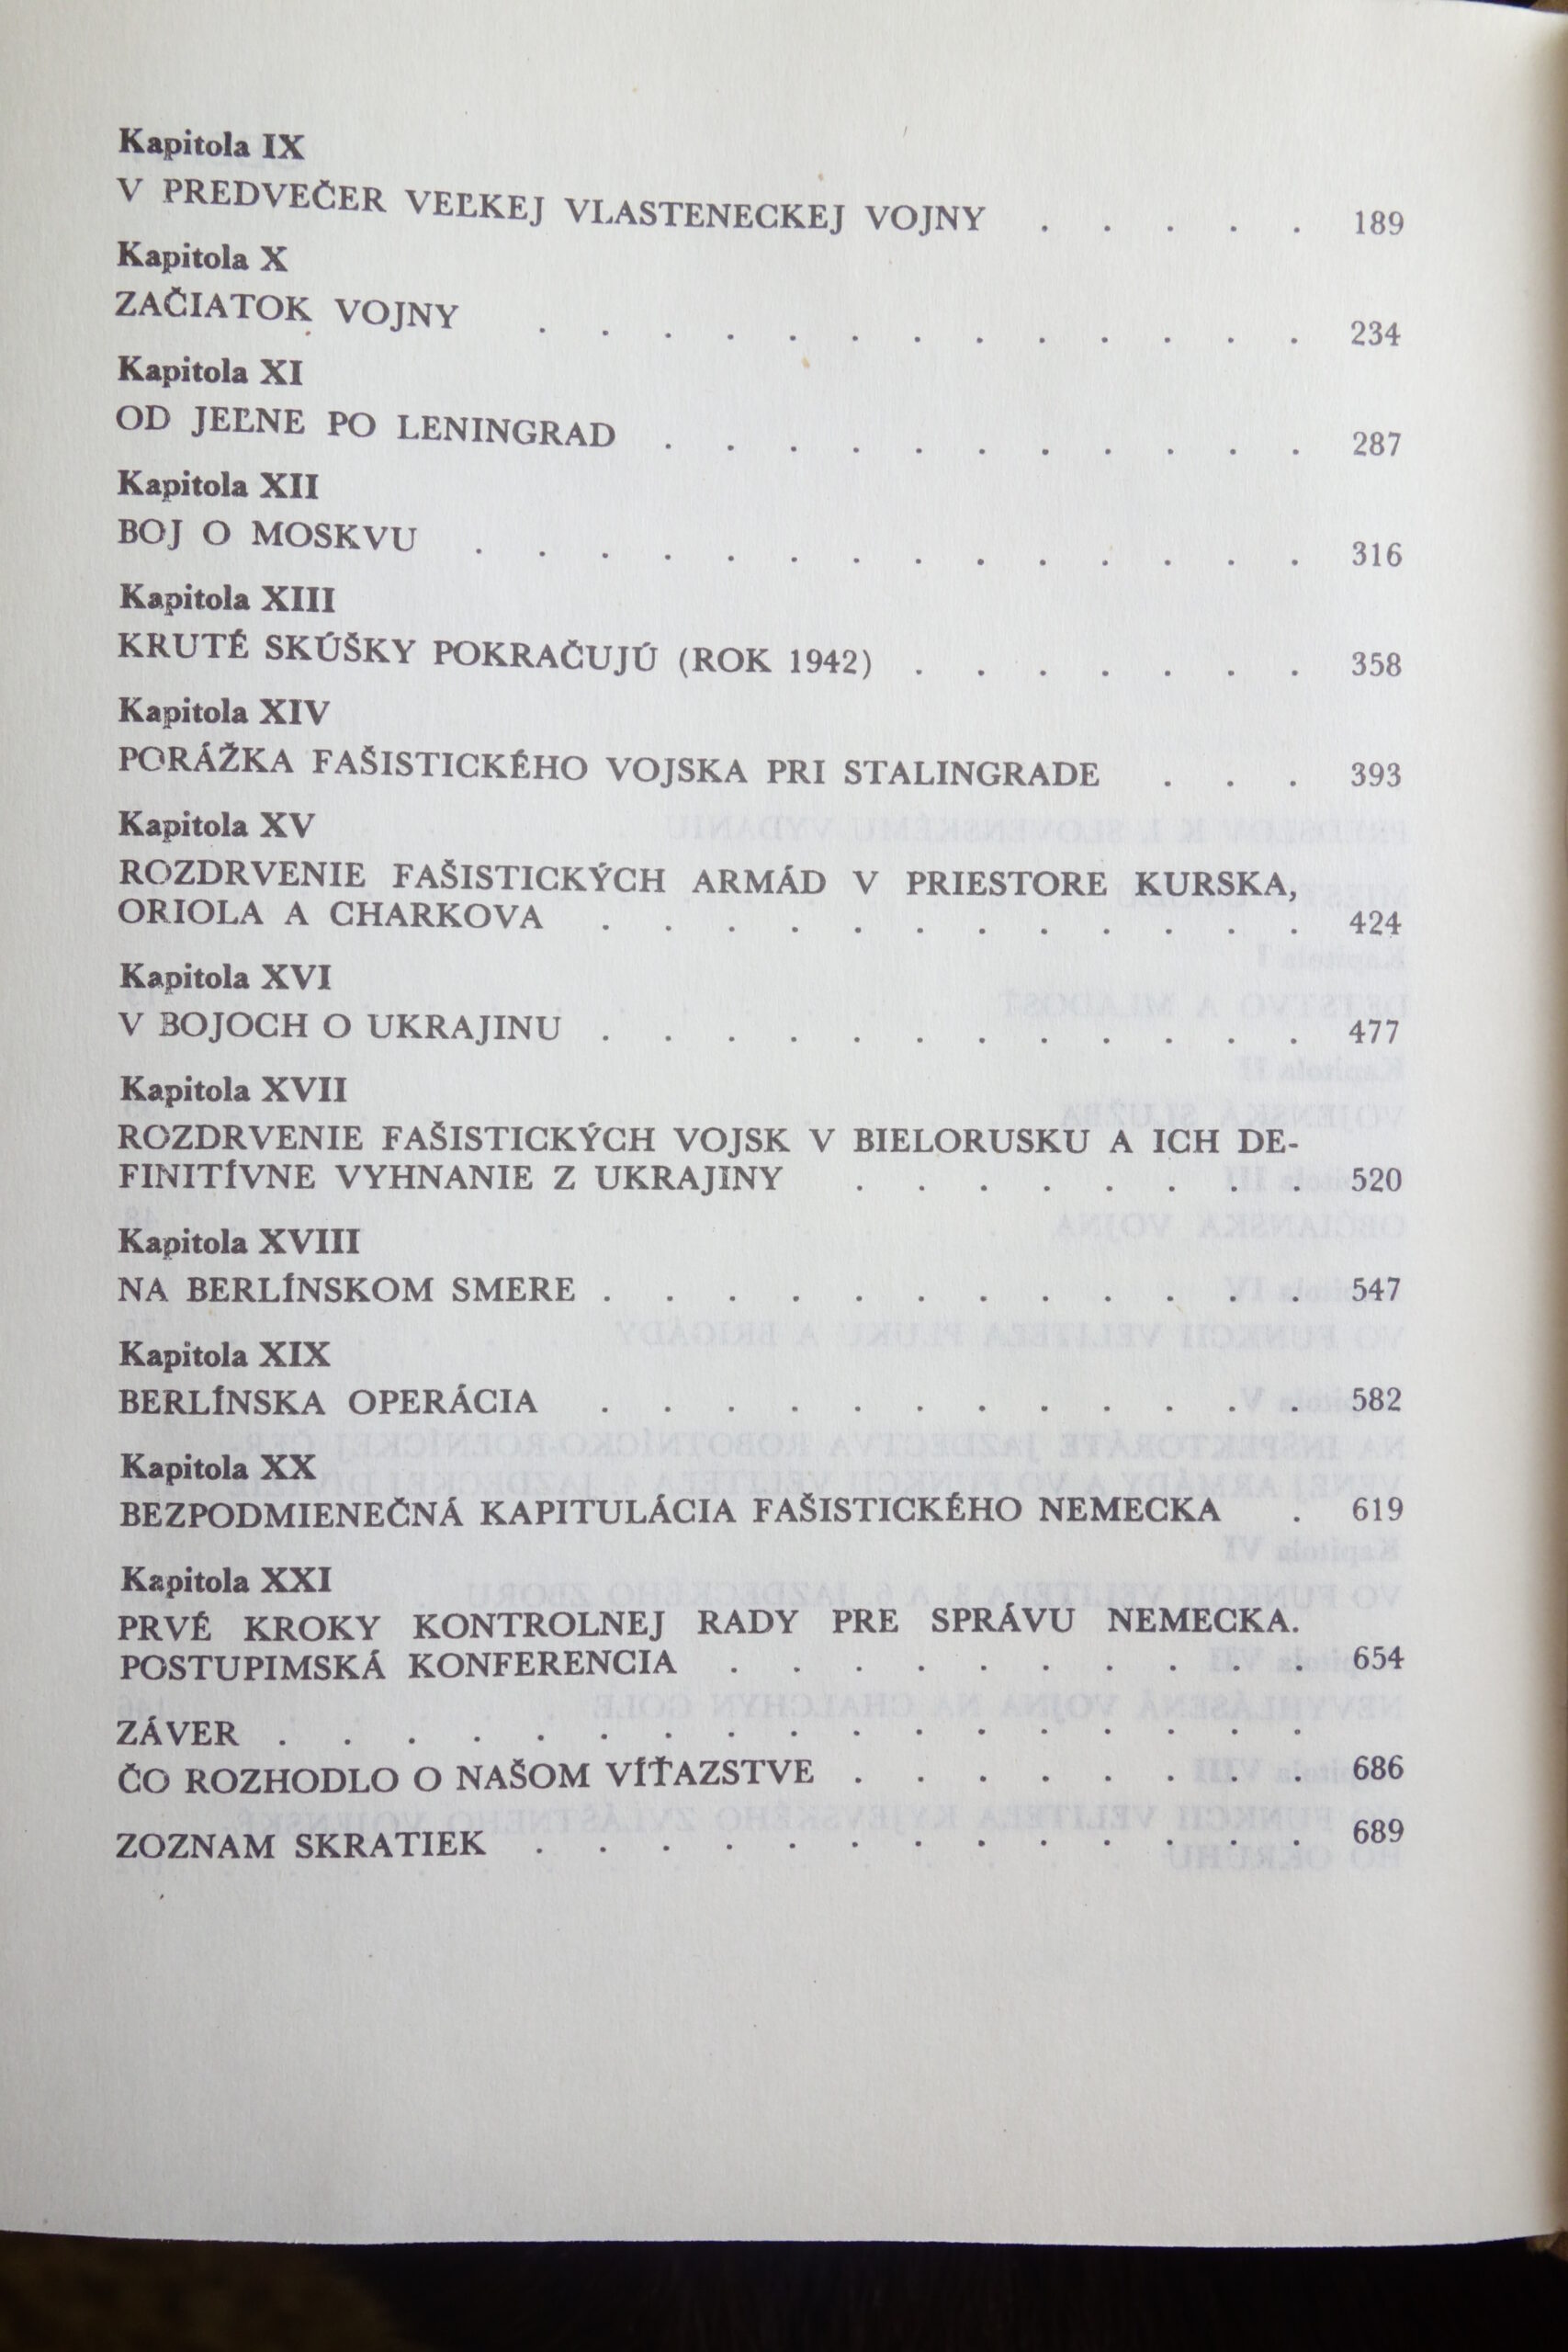 Kapitola IX
V PREDVEČER VEĽKEJ VLASTENECKEJ VOJNY . . . . . 189
Kapitola X
ZAČIATOK VOJNY . . . . . . . . . . . . . 234
Kapitola XI
OD JEĽNE PO LENINGRAD . . . . . . . . . . . 287
Kapitola XII
BOJ O MOSKVU . . . . . . . . . . . . . . 316
Kapitola XIII
KRUTÉ SKÚŠKY POKRAČUJÚ (ROK 1942) . . . . . . . 358
Kapitola XIV
PORÁŽKA FAŠISTICKÉHO VOJSKA PRI STALINGRADE . . . 393
Kapitola XV
ROZDRVENIE FAŠISTICKÝCH ARMÁD V PRIESTORE KURSKA,
ORIOLA A CHARKOVA . . . . . . . . . . . . 424
Kapitola XVI
V BOJOCH O UKRAJINU . . . . . . . . . . . . 477
Kapitola XVII
ROZDRVENIE FAŠISTICKÝCH VOJSK V BIELORUSKU A ICH DE-
FINITÍVNE VYHNANIE Z UKRAJINY . . . . . . . . 520
Kapitola XVIII
NA BERLÍNSKOM SMERE . . . . . . . . . . . . 547
Kapitola XIX
BERLÍNSKA OPERÁCIA . . . . . . . . . . . . 582
Kapitola XX
BEZPODMIENEČNÁ KAPITULÁCIA FAŠISTICKÉHO NEMECKA . 619
Kapitola XXI
PRVÉ KROKY KONTROLNEJ RADY PRE SPRÁVU NEMECKA.
POSTUPIMSKÁ KONFERENCIA . . . . . . . . . . 654
ZÁVER . . . . . . . . . . . . . . . . .
ČO ROZHODLO O NAŠOM VÍŤAZSTVE . . . . . . . . 686
ZOZNAM SKRATIEK . . . . . . . . . . . . . 689